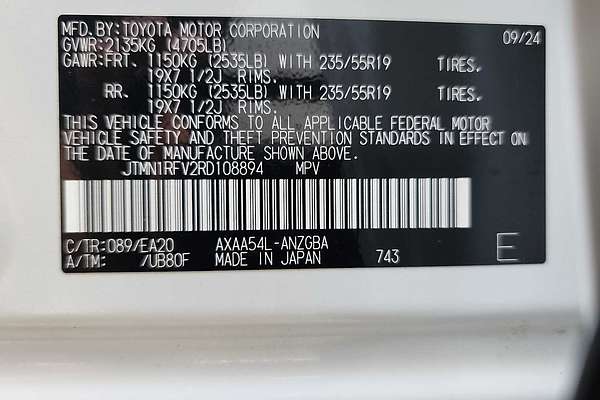 MFD.BY:TOYOTA MOTOR CORPORATION 09/24
GVWR:2135KG (4705LB)
GAWR:FRT. 1150KG (2535LB) WITH 235/55R19 TIRES.
19X7 1/2J RIMS.
RR. 1150KG (2535LB) WITH 235/55R19 TIRES.
19X7 1/2J RIMS.
THIS VEHICLE CONFORMS TO ALL APPLICABLE FEDERAL MOTOR
VEHICLE SAFETY AND THEFT PREVENTION STANDARDS IN EFFECT ON
THE DATE OF MANUFACTURE SHOWN ABOVE.
JTMN1RFV2RD108894 MPV
C/TR:089/EA20 AXAA54L-ANZGBA
A/TM: /UB80F MADE IN JAPAN 743 E